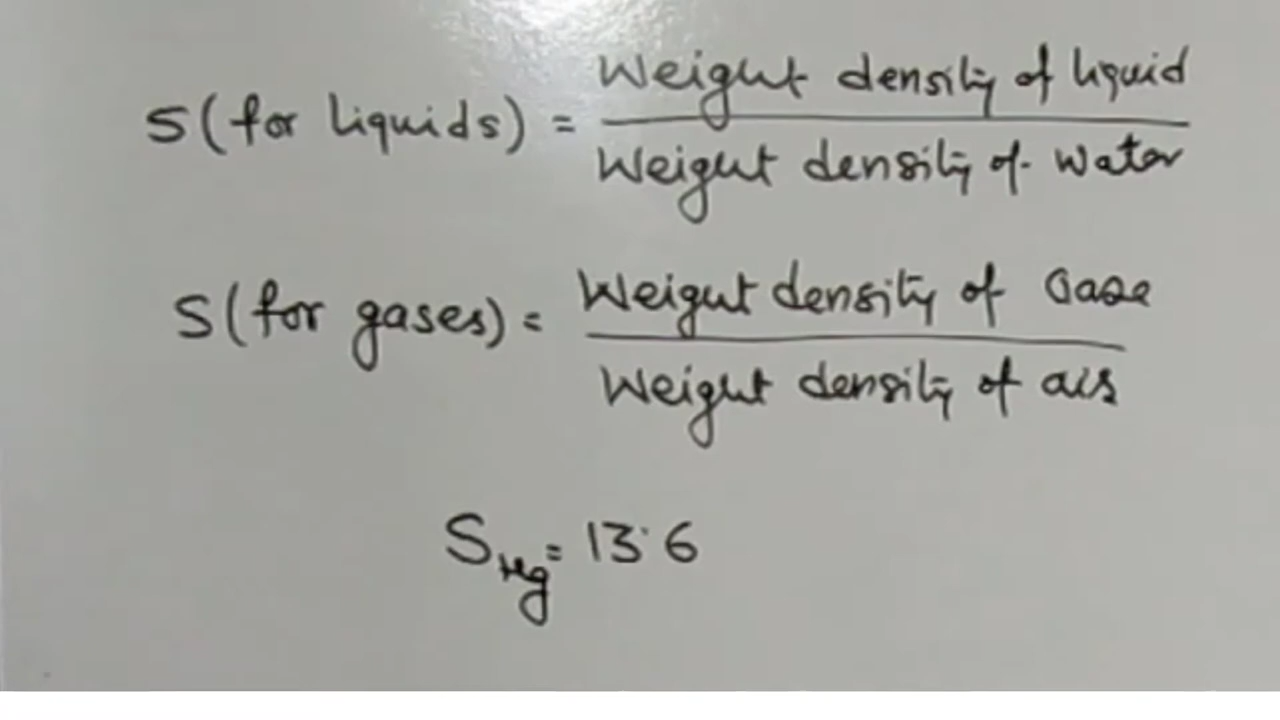 S (for liquids) = Weight density of liquid
Weight density of water
S (for gases) = Weight density of Gase
Weight density of air
SHg = 13.6